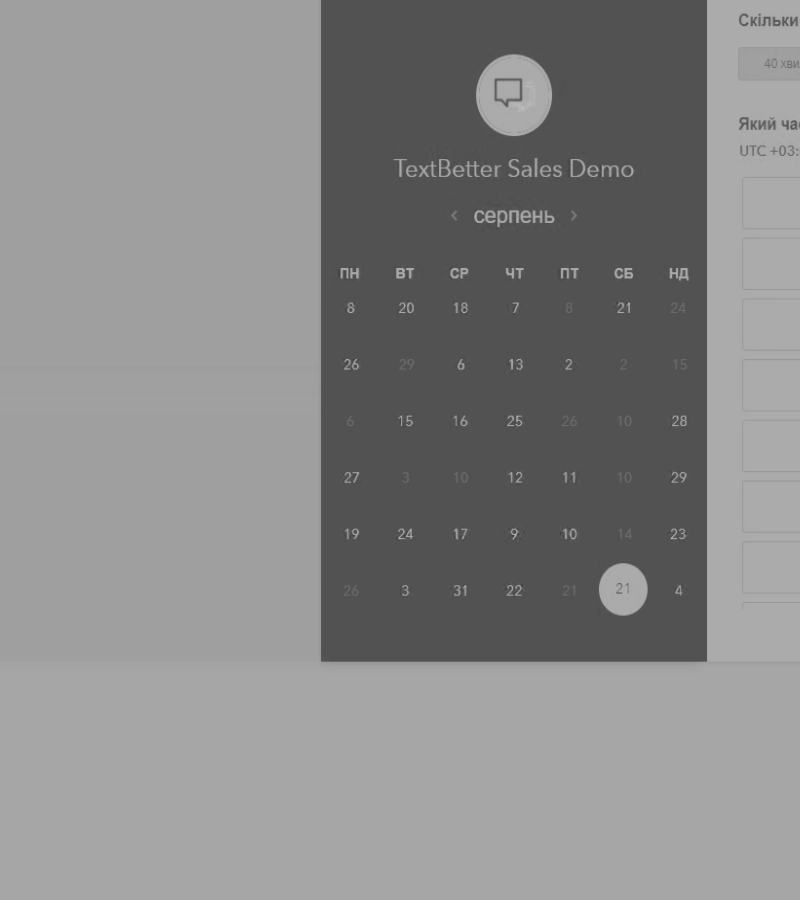 TextBetter Sales Demo
серпень
ПН ВТ СР ЧТ ПТ СБ НД
8 20 18 7 8 21 24
26 29 6 13 2 2 15
6 15 16 25 26 10 28
27 3 10 12 11 10 29
19 24 17 9 10 14 23
26 3 31 22 21 21 4
Скільки
40 хви
Який ча
UTC +03: